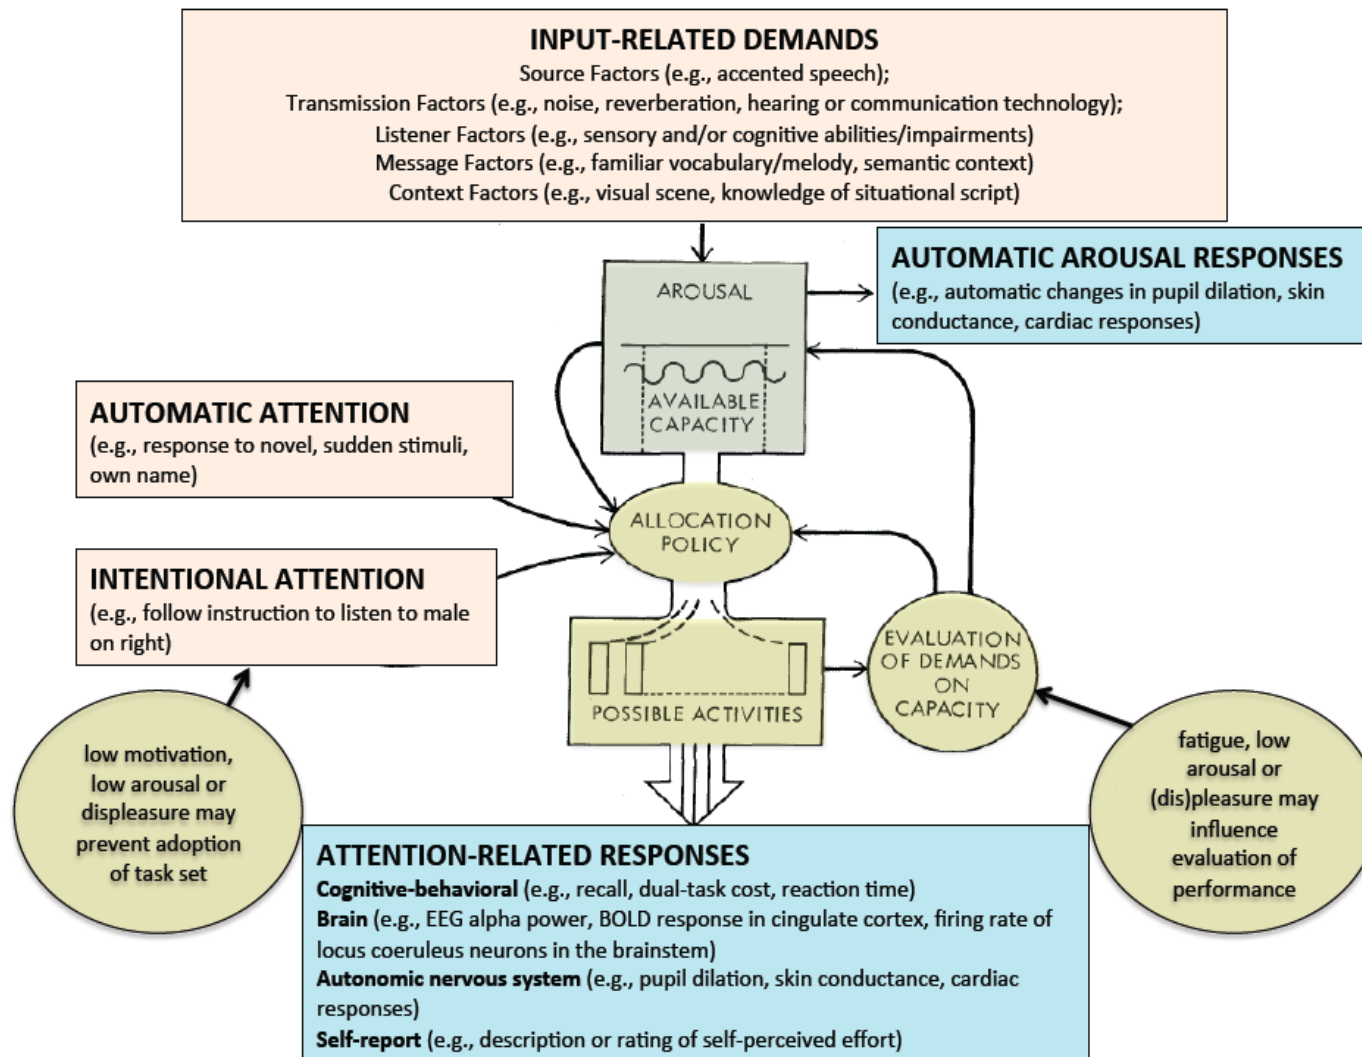 INPUT-RELATED DEMANDS
Source Factors (e.g., accented speech);
Transmission Factors (e.g., noise, reverberation, hearing or communication technology);
Listener Factors (e.g., sensory and/or cognitive abilities/impairments)
Message Factors (e.g., familiar vocabulary/melody, semantic context)
Context Factors (e.g., visual scene, knowledge of situational script)
AROUSAL
AVAILABLE
CAPACITY
AUTOMATIC AROUSAL RESPONSES
(e.g., automatic changes in pupil dilation, skin
conductance, cardiac responses)
AUTOMATIC ATTENTION
(e.g., response to novel, sudden stimuli,
own name)
ALLOCATION
POLICY
INTENTIONAL ATTENTION
(e.g., follow instruction to listen to male
on right)
POSSIBLE ACTIVITIES
EVALUATION
OF DEMANDS
ON
CAPACITY
low motivation,
low arousal or
displeasure may
prevent adoption
of task set
fatigue, low
arousal or
(dis)pleasure may
influence
evaluation of
performance
ATTENTION-RELATED RESPONSES
Cognitive-behavioral (e.g., recall, dual-task cost, reaction time)
Brain (e.g., EEG alpha power, BOLD response in cingulate cortex, firing rate of
locus coeruleus neurons in the brainstem)
Autonomic nervous system (e.g., pupil dilation, skin conductance, cardiac
responses)
Self-report (e.g., description or rating of self-perceived effort)